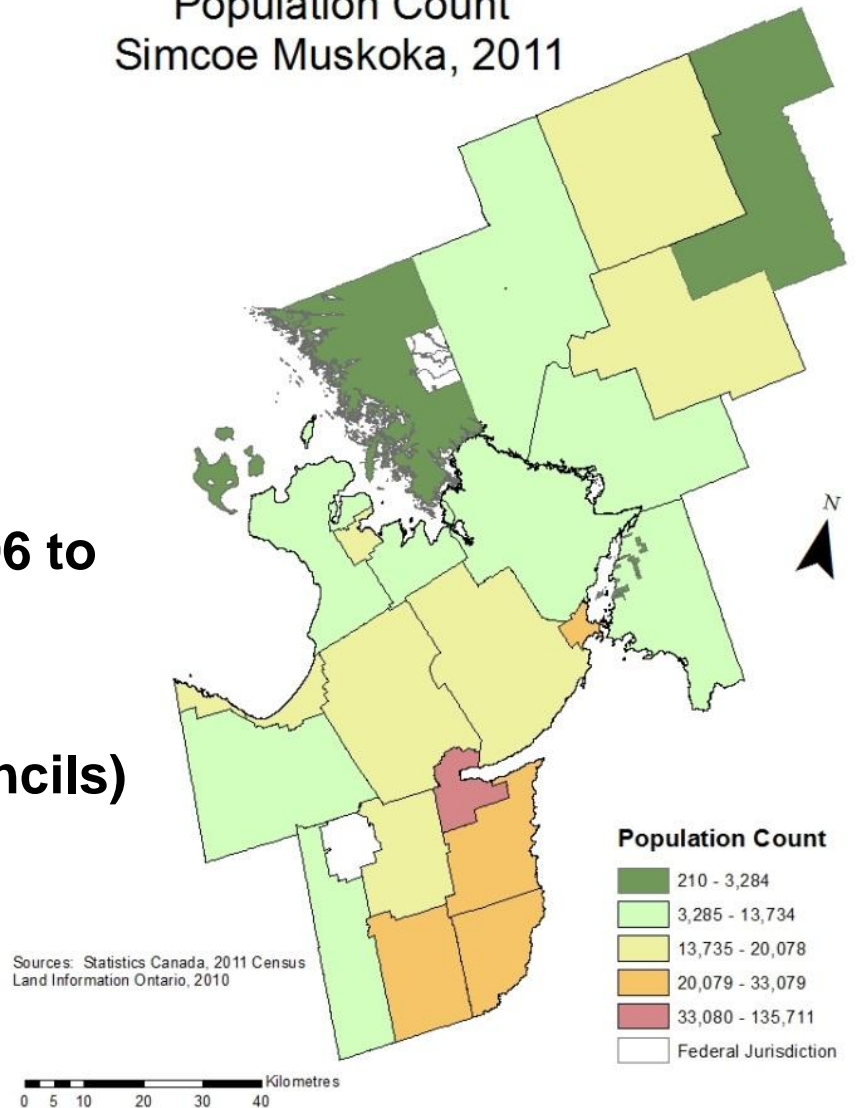 Population Count
Simcoe Muskoka, 2011
N
6 to
ncils)
Population Count
210 - 3,284
3,285 - 13,734
13,735 - 20,078
20,079 - 33,079
33,080 - 135,711
Federal Jurisdiction
Sources: Statistics Canada, 2011 Census
Land Information Ontario, 2010
Kilometres
0 5 10 20 30 40